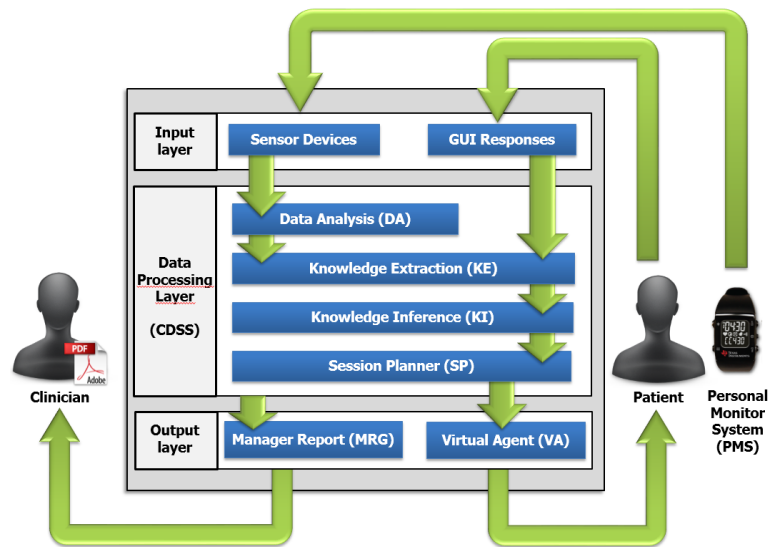 Input
layer
Sensor Devices
GUI Responses
Data
Processing
Layer
(CDSS)
Data Analysis (DA)
Knowledge Extraction (KE)
Knowledge Inference (KI)
Session Planner (SP)
Output
layer
Manager Report (MRG)
Virtual Agent (VA)
PDF
Adobe
Clinician
Patient
Personal
Monitor
System
(PMS)